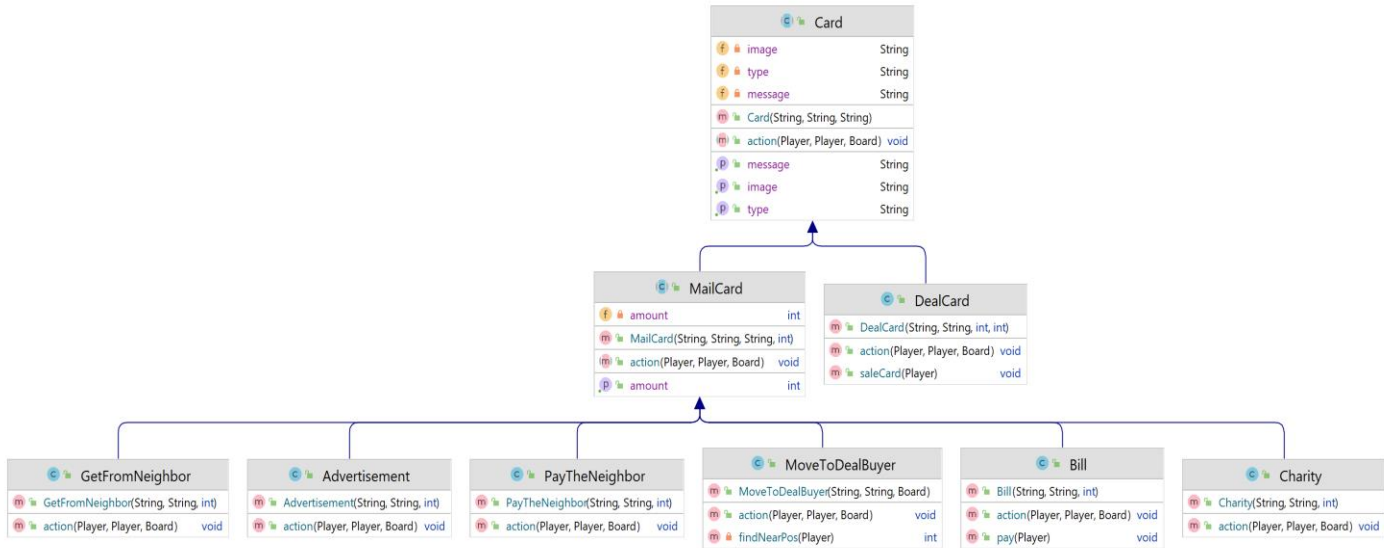 Card
image String
type String
message String
Card(String, String, String)
action(Player, Player, Board) void
message String
image String
type String
MailCard
amount int
MailCard(String, String, String, int)
action(Player, Player, Board) void
amount int
DealCard
DealCard(String, String, int, int)
action(Player, Player, Board) void
saleCard(Player) void
GetFromNeighbor
GetFromNeighbor(String, String, int)
action(Player, Player, Board) void
Advertisement
Advertisement(String, String, int)
action(Player, Player, Board) void
PayTheNeighbor
PayTheNeighbor(String, String, int)
action(Player, Player, Board) void
MoveToDealBuyer
MoveToDealBuyer(String, String, Board)
action(Player, Player, Board) void
findNearPos(Player) int
Bill
Bill(String, String, int)
action(Player, Player, Board) void
pay(Player) void
Charity
Charity(String, String, int)
action(Player, Player, Board) void